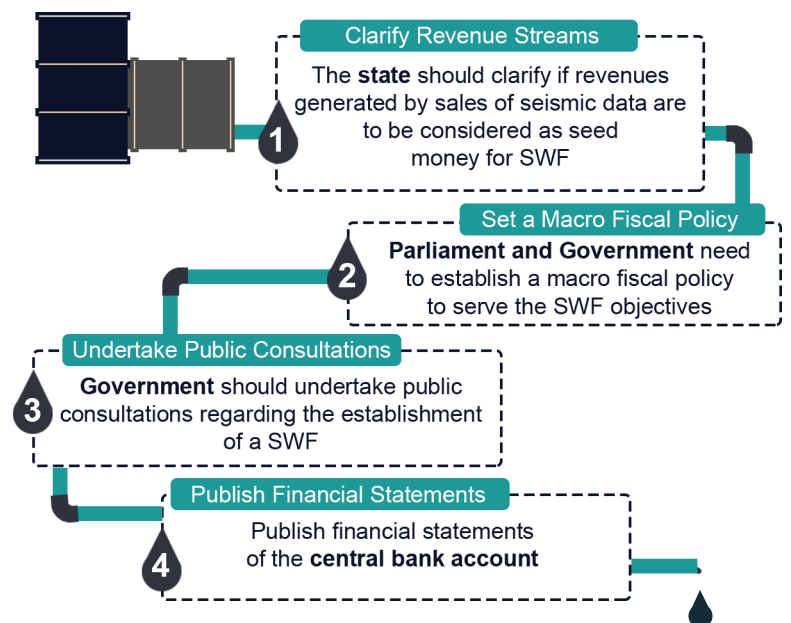 Clarify Revenue Streams
The state should clarify if revenues
generated by sales of seismic data are
to be considered as seed
money for SWF
1
Set a Macro Fiscal Policy
Parliament and Government need
to establish a macro fiscal policy
to serve the SWF objectives
2
Undertake Public Consultations
Government should undertake public
consultations regarding the establishment
of a SWF
3
Publish Financial Statements
Publish financial statements
of the central bank account
4